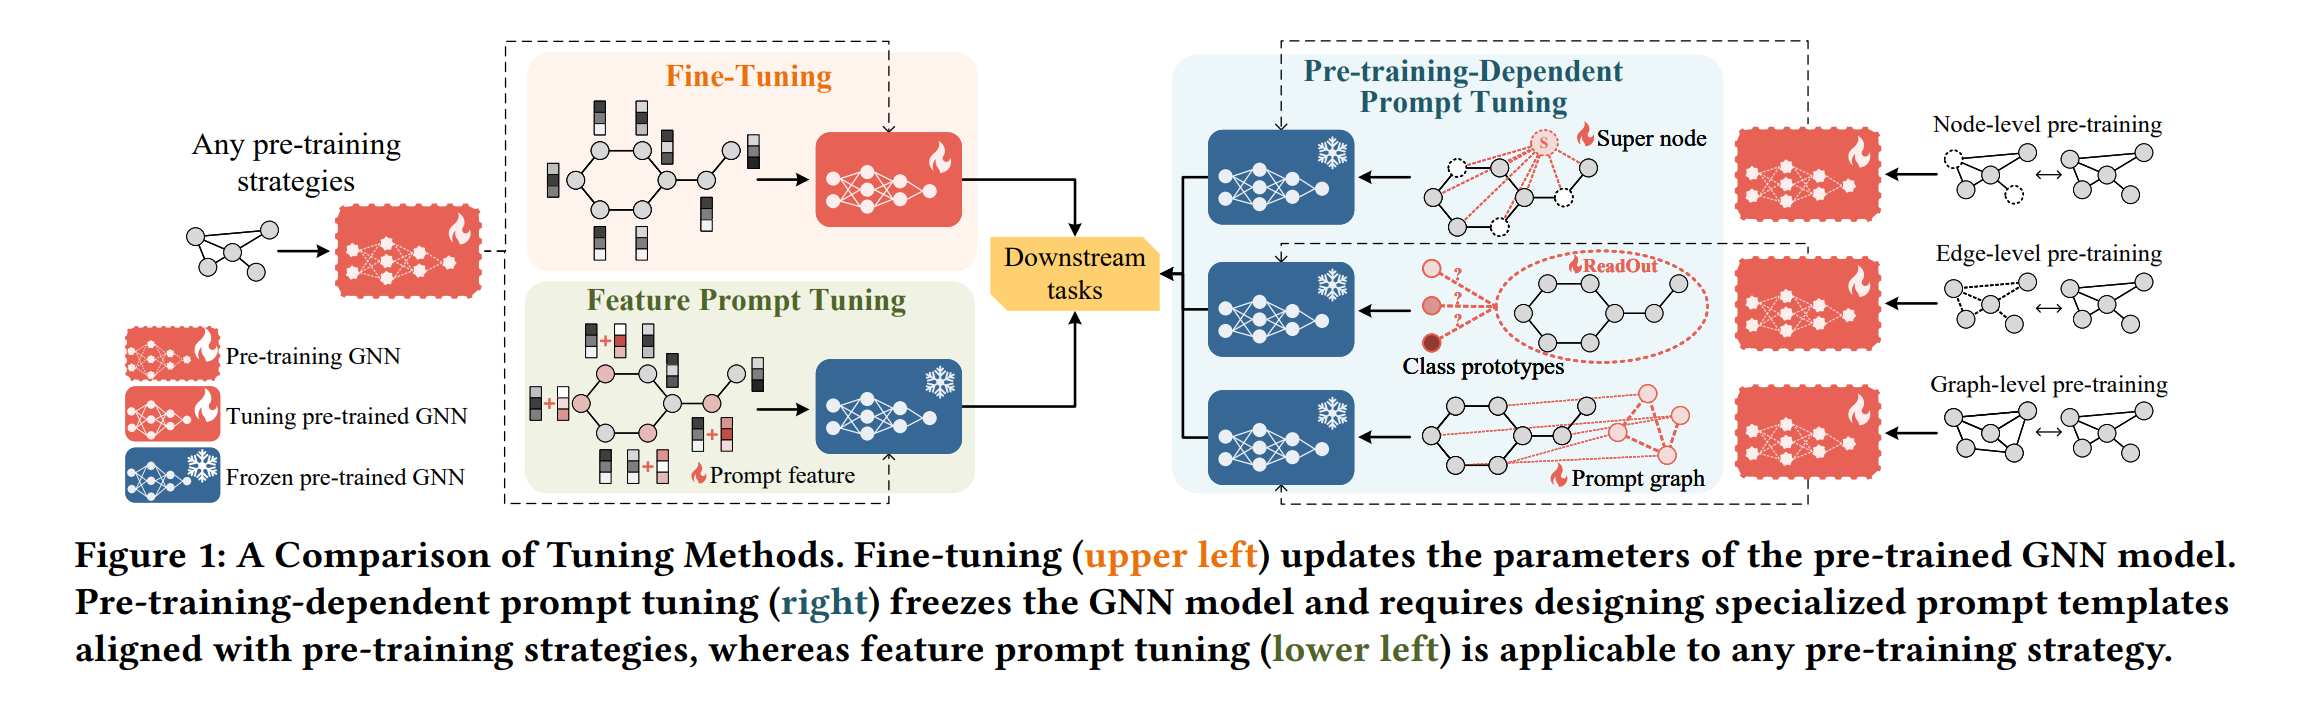 Fine-Tuning
Any pre-training
strategies
Feature Prompt Tuning
Prompt feature
Pre-training GNN
Tuning pre-trained GNN
Frozen pre-trained GNN
Downstream
tasks
Pre-training-Dependent
Prompt Tuning
S
Super node
ReadOut
?
?
?
Class prototypes
Prompt graph
Node-level pre-training
Edge-level pre-training
Graph-level pre-training
Figure 1: A Comparison of Tuning Methods. Fine-tuning (upper left) updates the parameters of the pre-trained GNN model.
Pre-training-dependent prompt tuning (right) freezes the GNN model and requires designing specialized prompt templates
aligned with pre-training strategies, whereas feature prompt tuning (lower left) is applicable to any pre-training strategy.